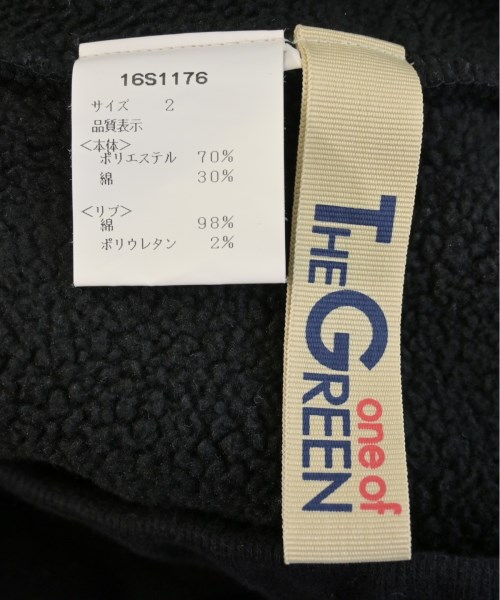 16S1176
サイズ 2
品質表示
<本体>
ポリエステル 70%
綿 30%
<リブ>
綿 98%
ポリウレタン 2%
one of
THE GREEN